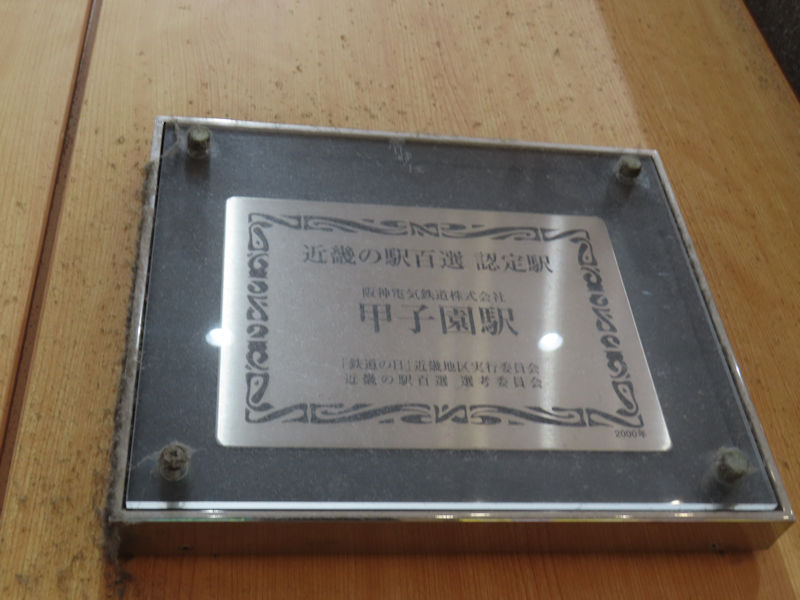 近畿の駅百選 認定駅
阪神電気鉄道株式会社
甲子園駅
「鉄道の日」近畿地区実行委員会
近畿の駅百選 選考委員会
2000年